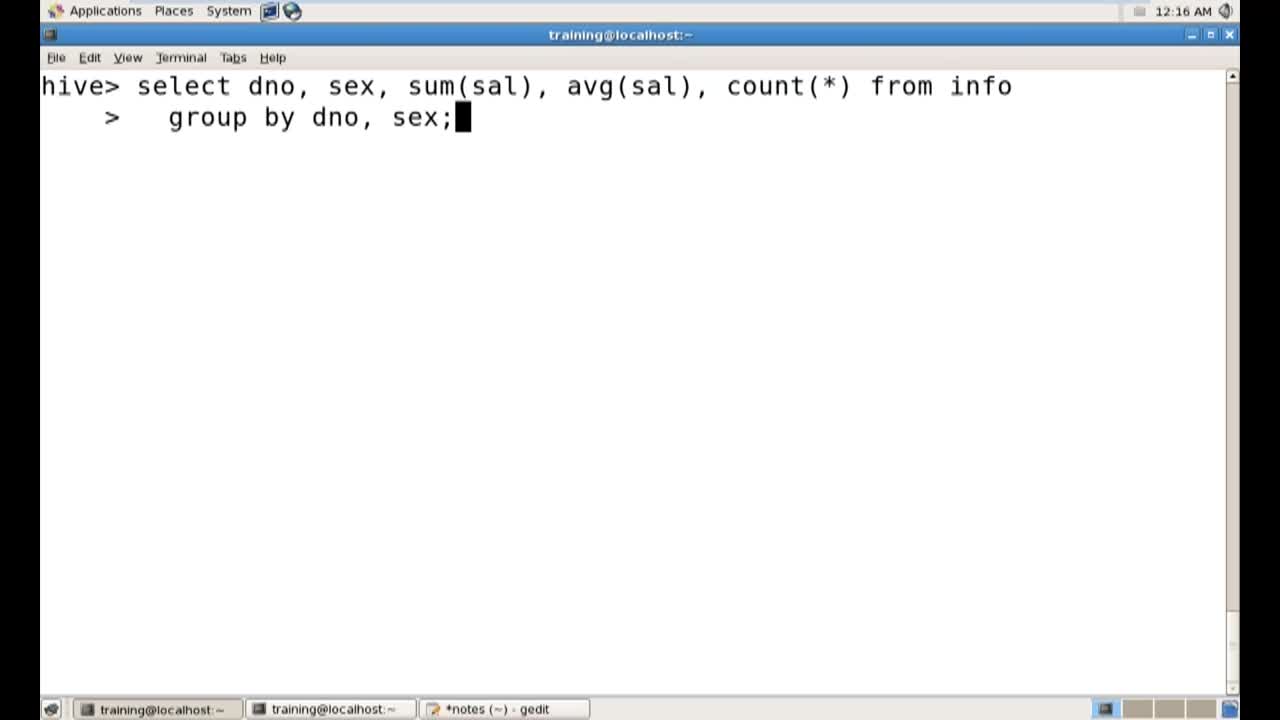 Applications Places System 12:16 AM
training@localhost:~
File Edit View Terminal Tabs Help
hive> select dno, sex, sum(sal), avg(sal), count(*) from info
    >   group by dno, sex;
training@localhost:~ training@localhost:~ *notes (~) - gedit